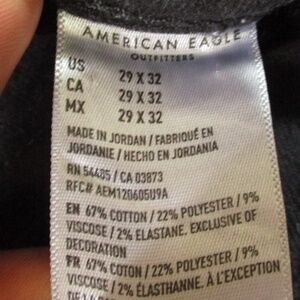 AMERICAN EAGLE
OUTFITTERS
US 29 X 32
CA 29 X 32
MX 29 X 32
MADE IN JORDAN / FABRIQUÉ EN
JORDANIE / HECHO EN JORDANIA
RN 54485 / CA 03873
RFC# AEM120605U9A
EN 67% COTTON / 22% POLYESTER / 9%
VISCOSE / 2% ELASTANE. EXCLUSIVE OF
DECORATION
FR 67% COTON / 22% POLYESTER / 9%
VISCOSE / 2% ÉLASTHANNE. À L'EXCEPTION